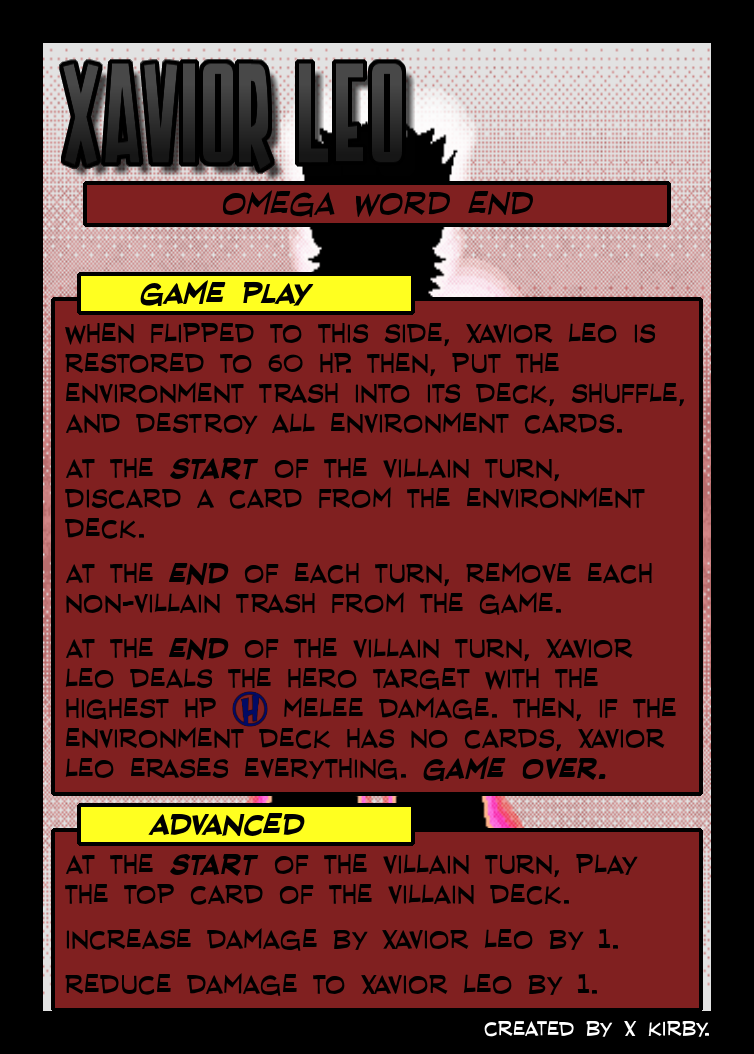 XAVIOR LEO
OMEGA WORD END
GAME PLAY
WHEN FLIPPED TO THIS SIDE, XAVIOR LEO IS
RESTORED TO 60 HP. THEN, PUT THE
ENVIRONMENT TRASH INTO ITS DECK, SHUFFLE,
AND DESTROY ALL ENVIRONMENT CARDS.
AT THE START OF THE VILLAIN TURN,
DISCARD A CARD FROM THE ENVIRONMENT
DECK.
AT THE END OF EACH TURN, REMOVE EACH
NON-VILLAIN TRASH FROM THE GAME.
AT THE END OF THE VILLAIN TURN, XAVIOR
LEO DEALS THE HERO TARGET WITH THE
HIGHEST HP H MELEE DAMAGE. THEN, IF THE
ENVIRONMENT DECK HAS NO CARDS, XAVIOR
LEO ERASES EVERYTHING. GAME OVER.
ADVANCED
AT THE START OF THE VILLAIN TURN, PLAY
THE TOP CARD OF THE VILLAIN DECK.
INCREASE DAMAGE BY XAVIOR LEO BY 1.
REDUCE DAMAGE TO XAVIOR LEO BY 1.
CREATED BY X KIRBY.